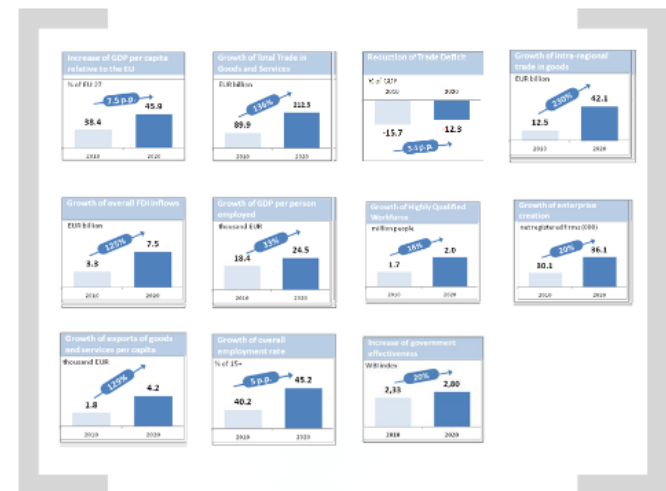 Increase of GDP per capita
relative to the EU
% of EU 27
7.5 p.p.
38.4
45.9
2010
2020
Growth of Total Trade in
Goods and Services
EUR billion
136%
89.9
212.5
2010
2020
Reduction of Trade Deficit
% of GDP
2010
2020
-15.7
-12.3
p.p.
Growth of intra-regional
trade in goods
EUR billion
230%
12.5
42.1
2010
2020
Growth of overall FDI inflows
EUR billion
125%
3.3
7.5
2010
2020
Growth of GDP per person
employed
thousand EUR
33%
18.4
24.5
2010
2020
Growth of Highly Qualified
Workforce
million people
16%
1.7
2.0
2010
2020
Growth of enterprise
creation
net registered firms (000)
20%
30.1
36.1
2010
2020
Growth of exports of goods
and services per capita
thousand EUR
129%
1.8
4.2
2010
2020
Growth of overall
employment rate
% of 15+
5 p.p.
40.2
45.2
2010
2020
Increase of government
effectiveness
WBI index
20%
2,33
2,80
2010
2020